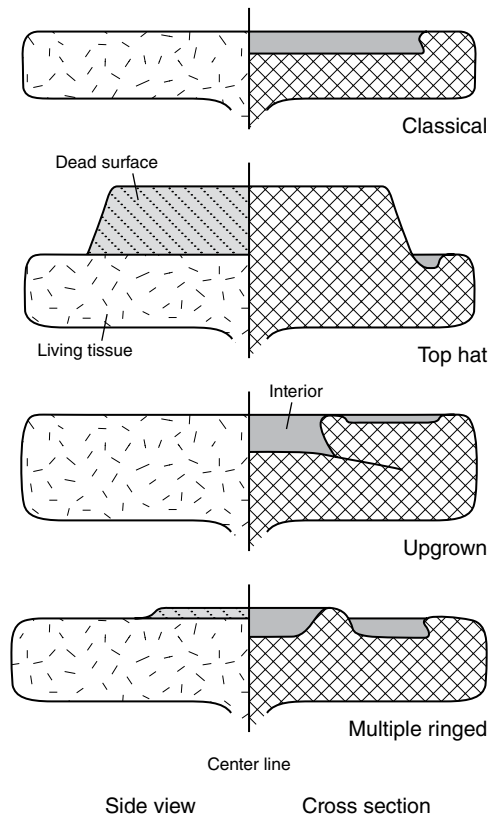 Classical
Dead surface
Living tissue
Top hat
Interior
Upgrown
Multiple ringed
Center line
Side view
Cross section